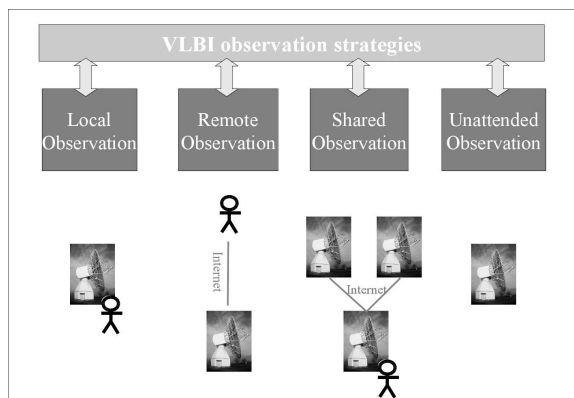 VLBI observation strategies
Local
Observation
Remote
Observation
Shared
Observation
Unattended
Observation
Internet
Internet